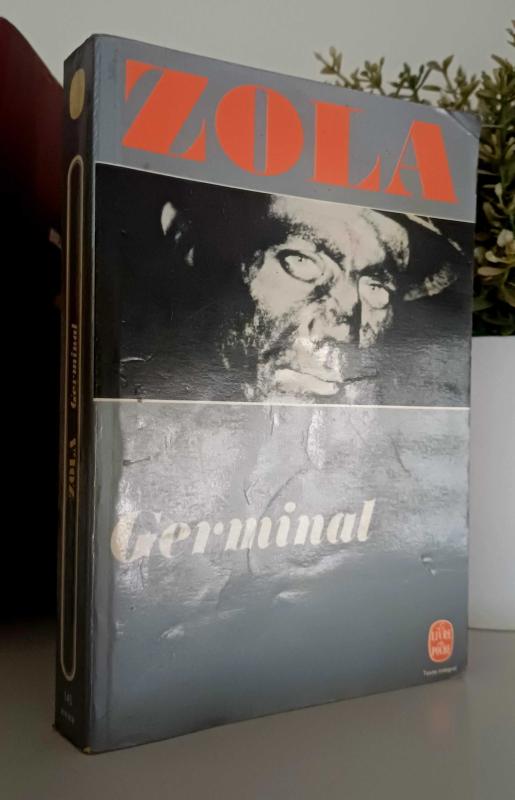 ZOLA
Germinal
LE LIVRE
DE POCHE
Texte intégral
ZOLA Germinal